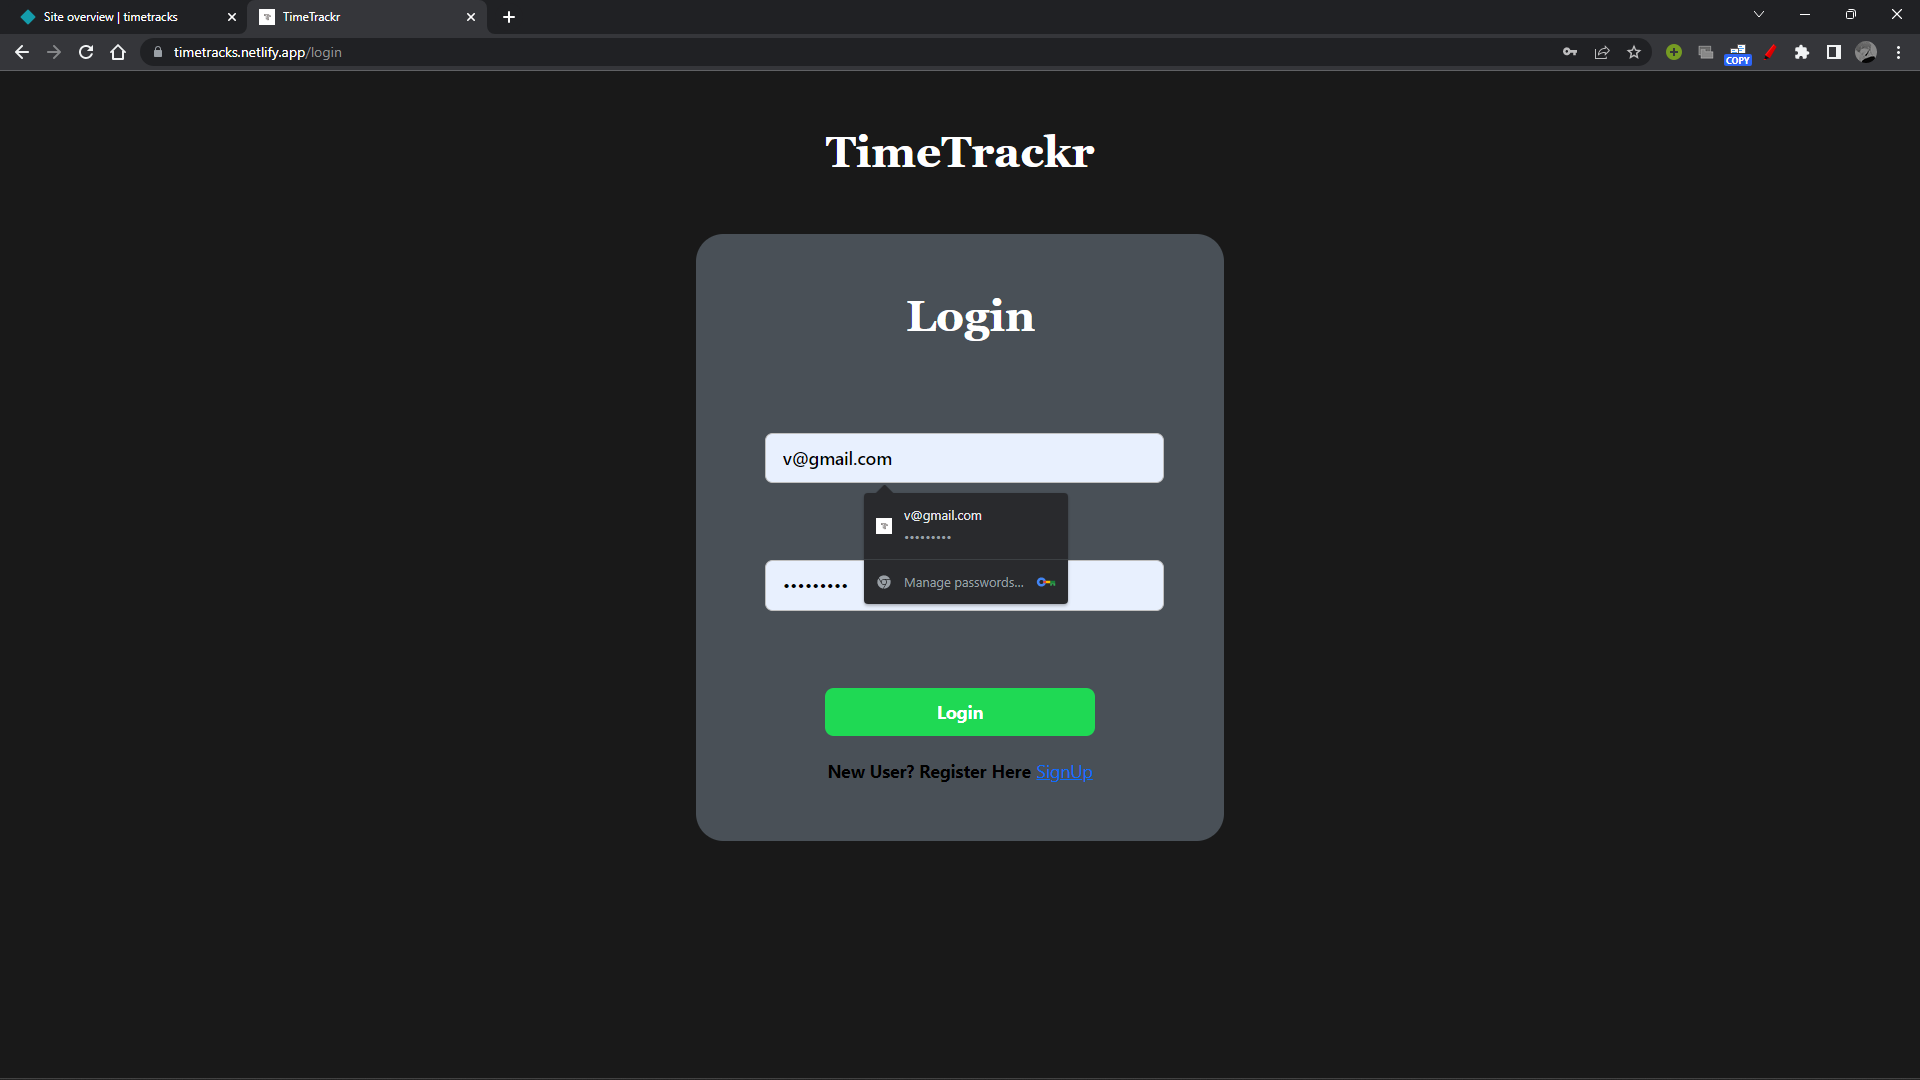 Site overview | timetracks
TimeTrackr
timetracks.netlify.app/login
COPY
TimeTrackr
Login
v@gmail.com
v@gmail.com
•••••••••
Manage passwords...
•••••••••
Login
New User? Register Here SignUp